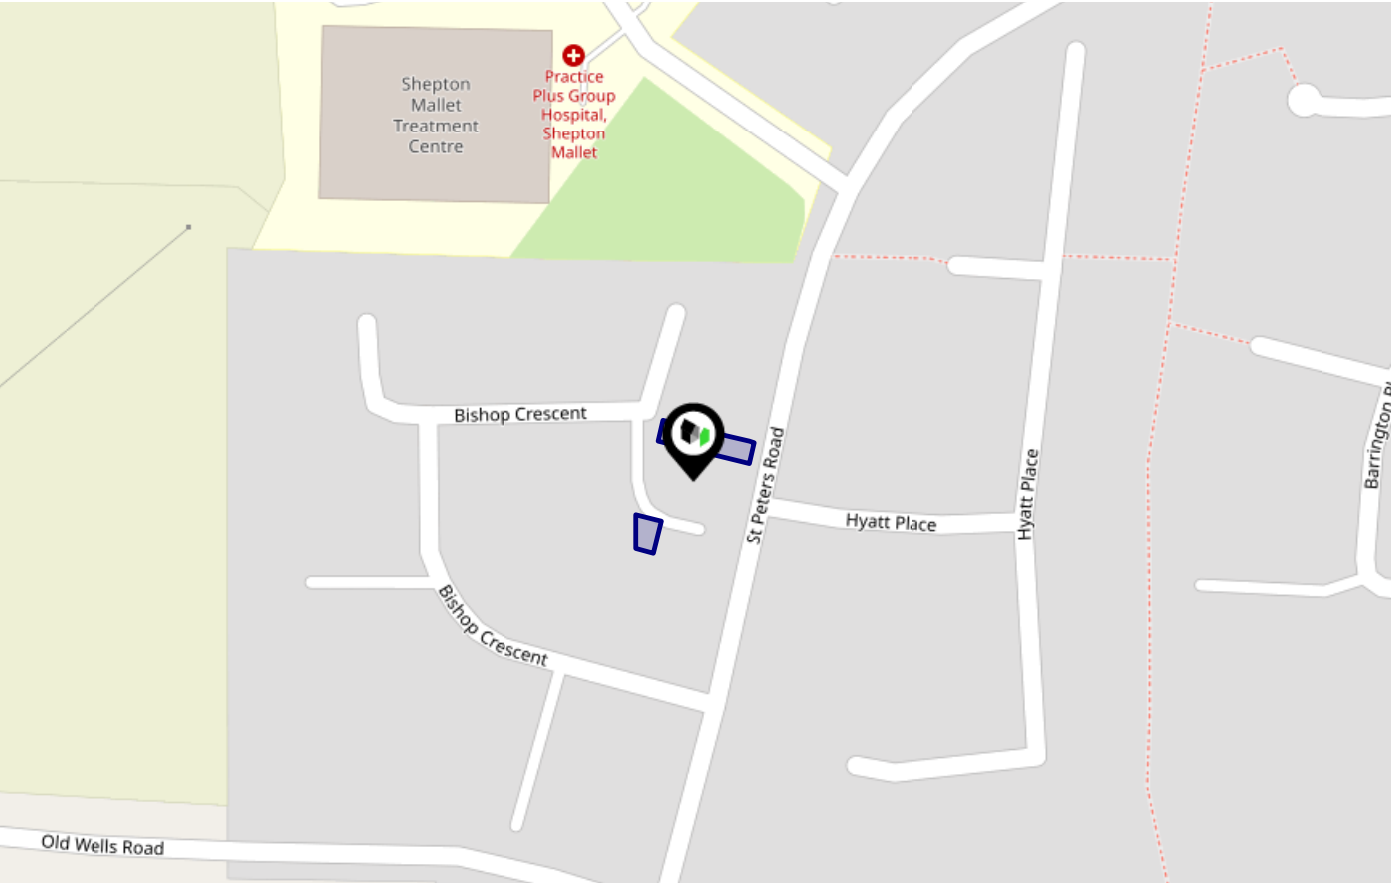 Shepton
Mallet
Treatment
Centre
Practice
Plus Group
Hospital,
Shepton
Mallet
Bishop Crescent
St Peters Road
Hyatt Place
Hyatt Place
Barrington
Bishop Crescent
Old Wells Road